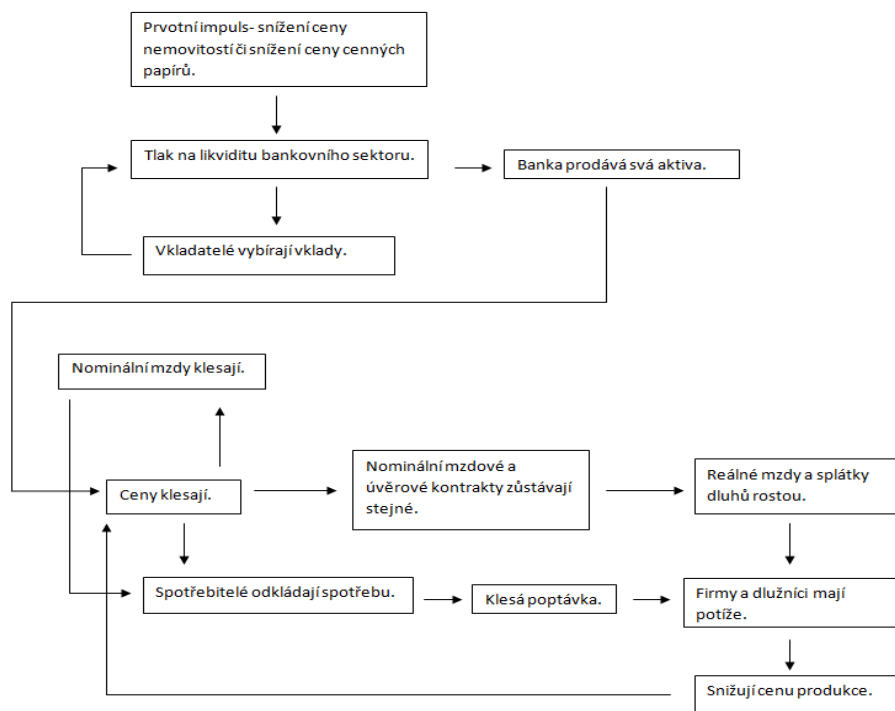 Prvotní impuls- snížení ceny
nemovitostí či snížení ceny cenných
papírů.
Tlak na likviditu bankovního sektoru.
Banka prodává svá aktiva.
Vkladatelé vybírají vklady.
Nominální mzdy klesají.
Ceny klesají.
Nominální mzdové a
úvěrové kontrakty zůstávají
stejné.
Reálné mzdy a splátky
dluhů rostou.
Spotřebitelé odkládají spotřebu.
Klesá poptávka.
Firmy a dlužníci mají
potíže.
Snižují cenu produkce.